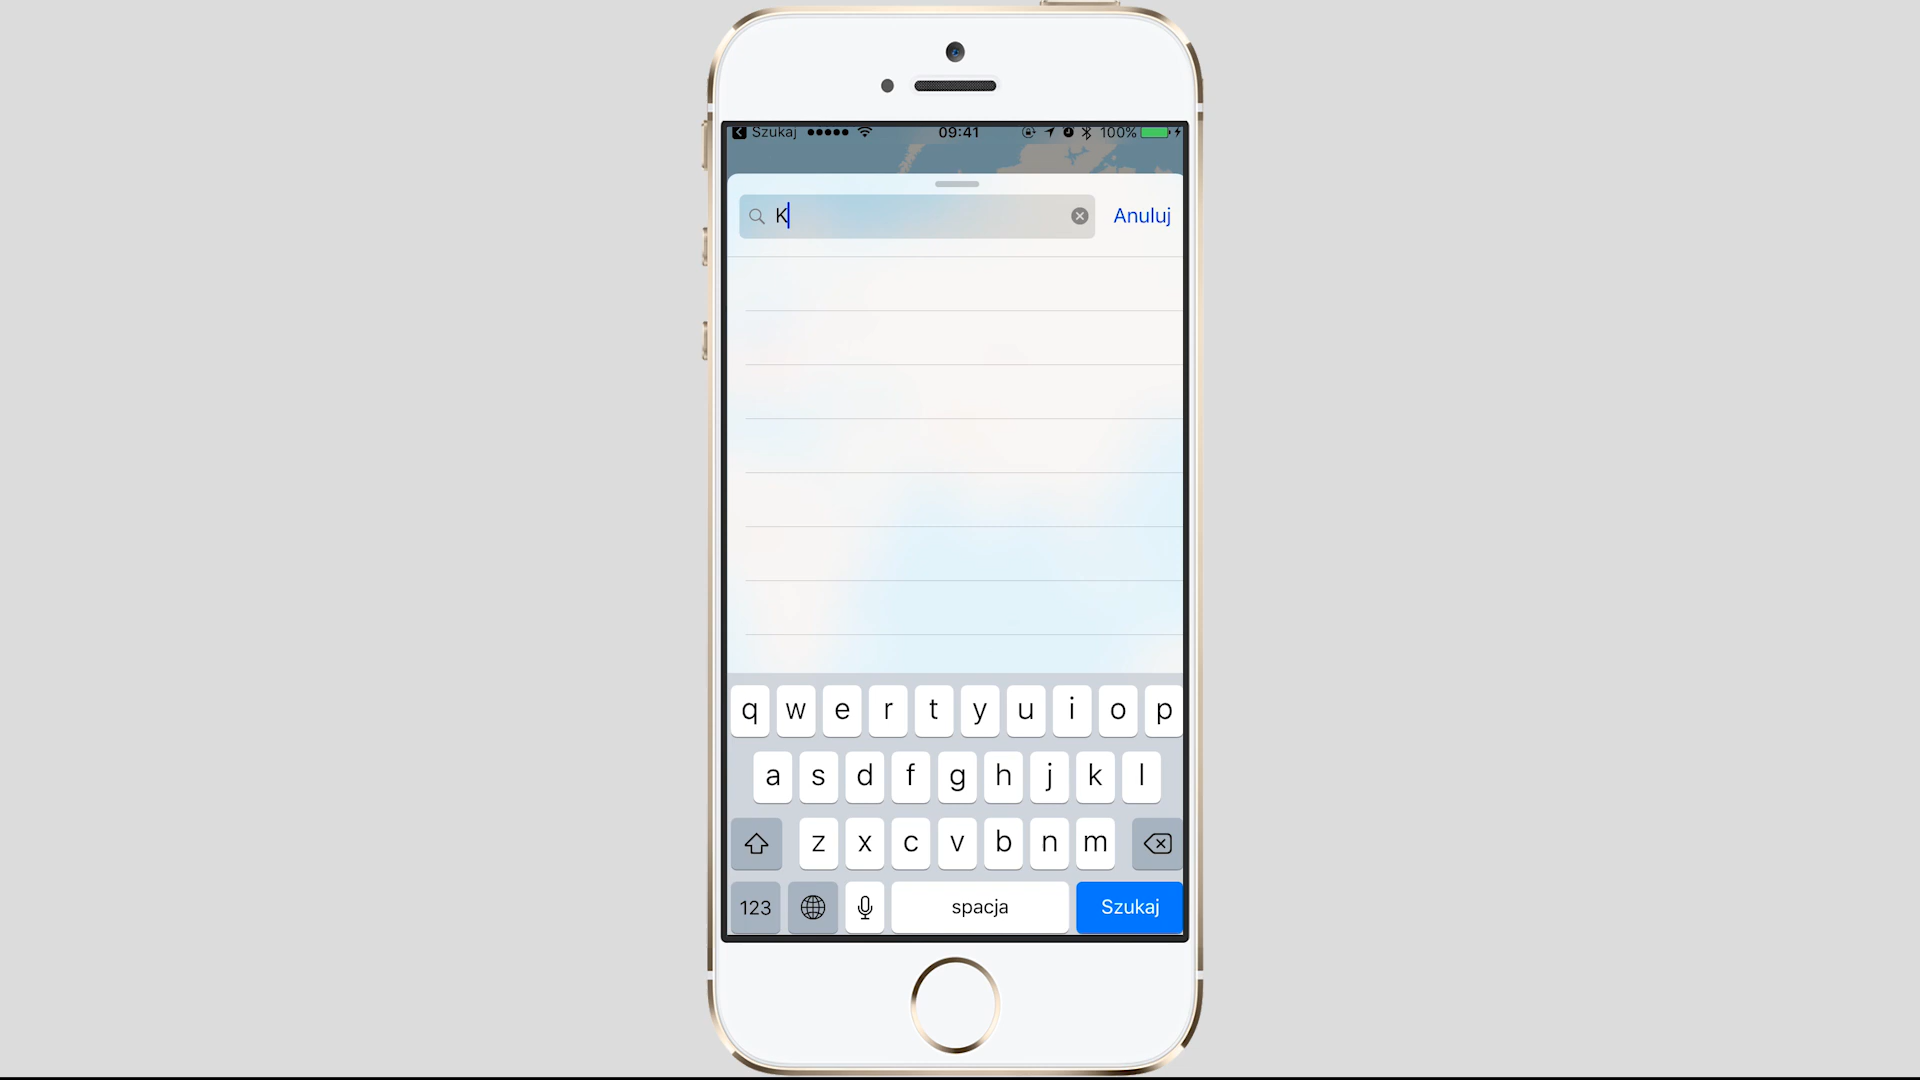 Szukaj 09:41 100%
K Anuluj
q w e r t y u i o p
a s d f g h j k l
z x c v b n m
123 spacja Szukaj